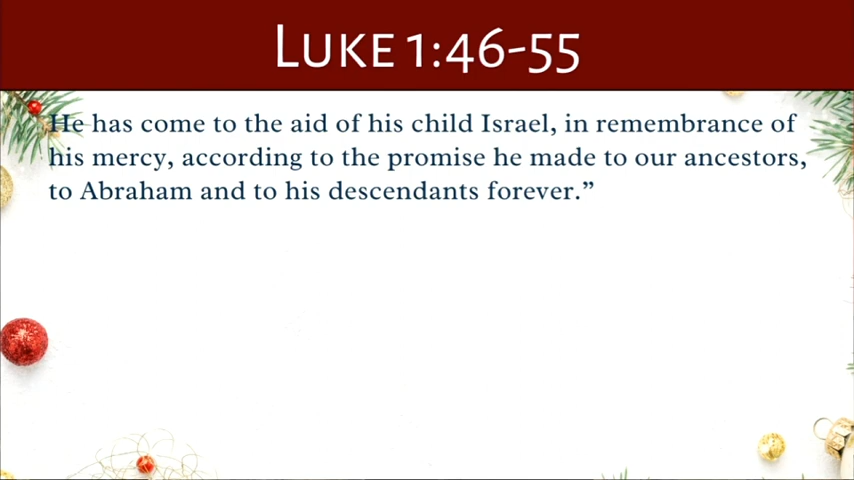 Luke 1:46-55
He has come to the aid of his child Israel, in remembrance of
his mercy, according to the promise he made to our ancestors,
to Abraham and to his descendants forever.”